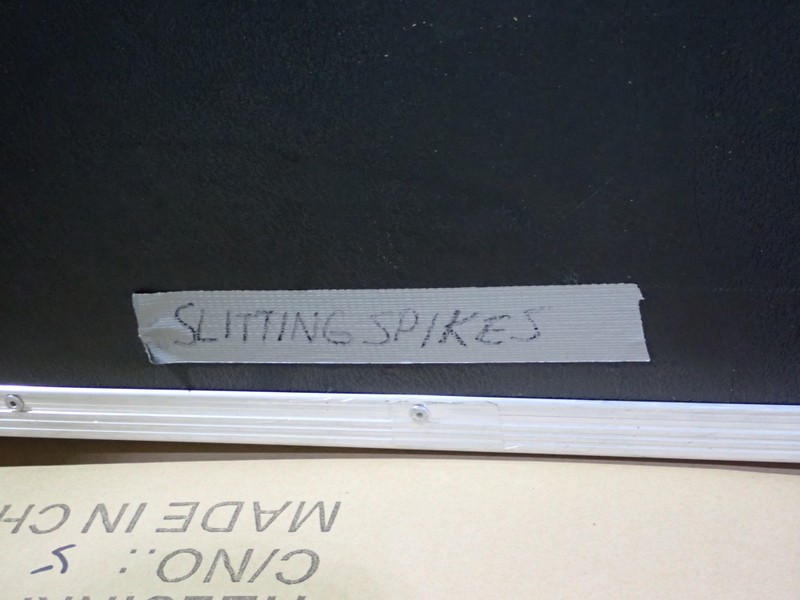 SLITTING SPIKES
MADE IN CH
C/NO.: 5